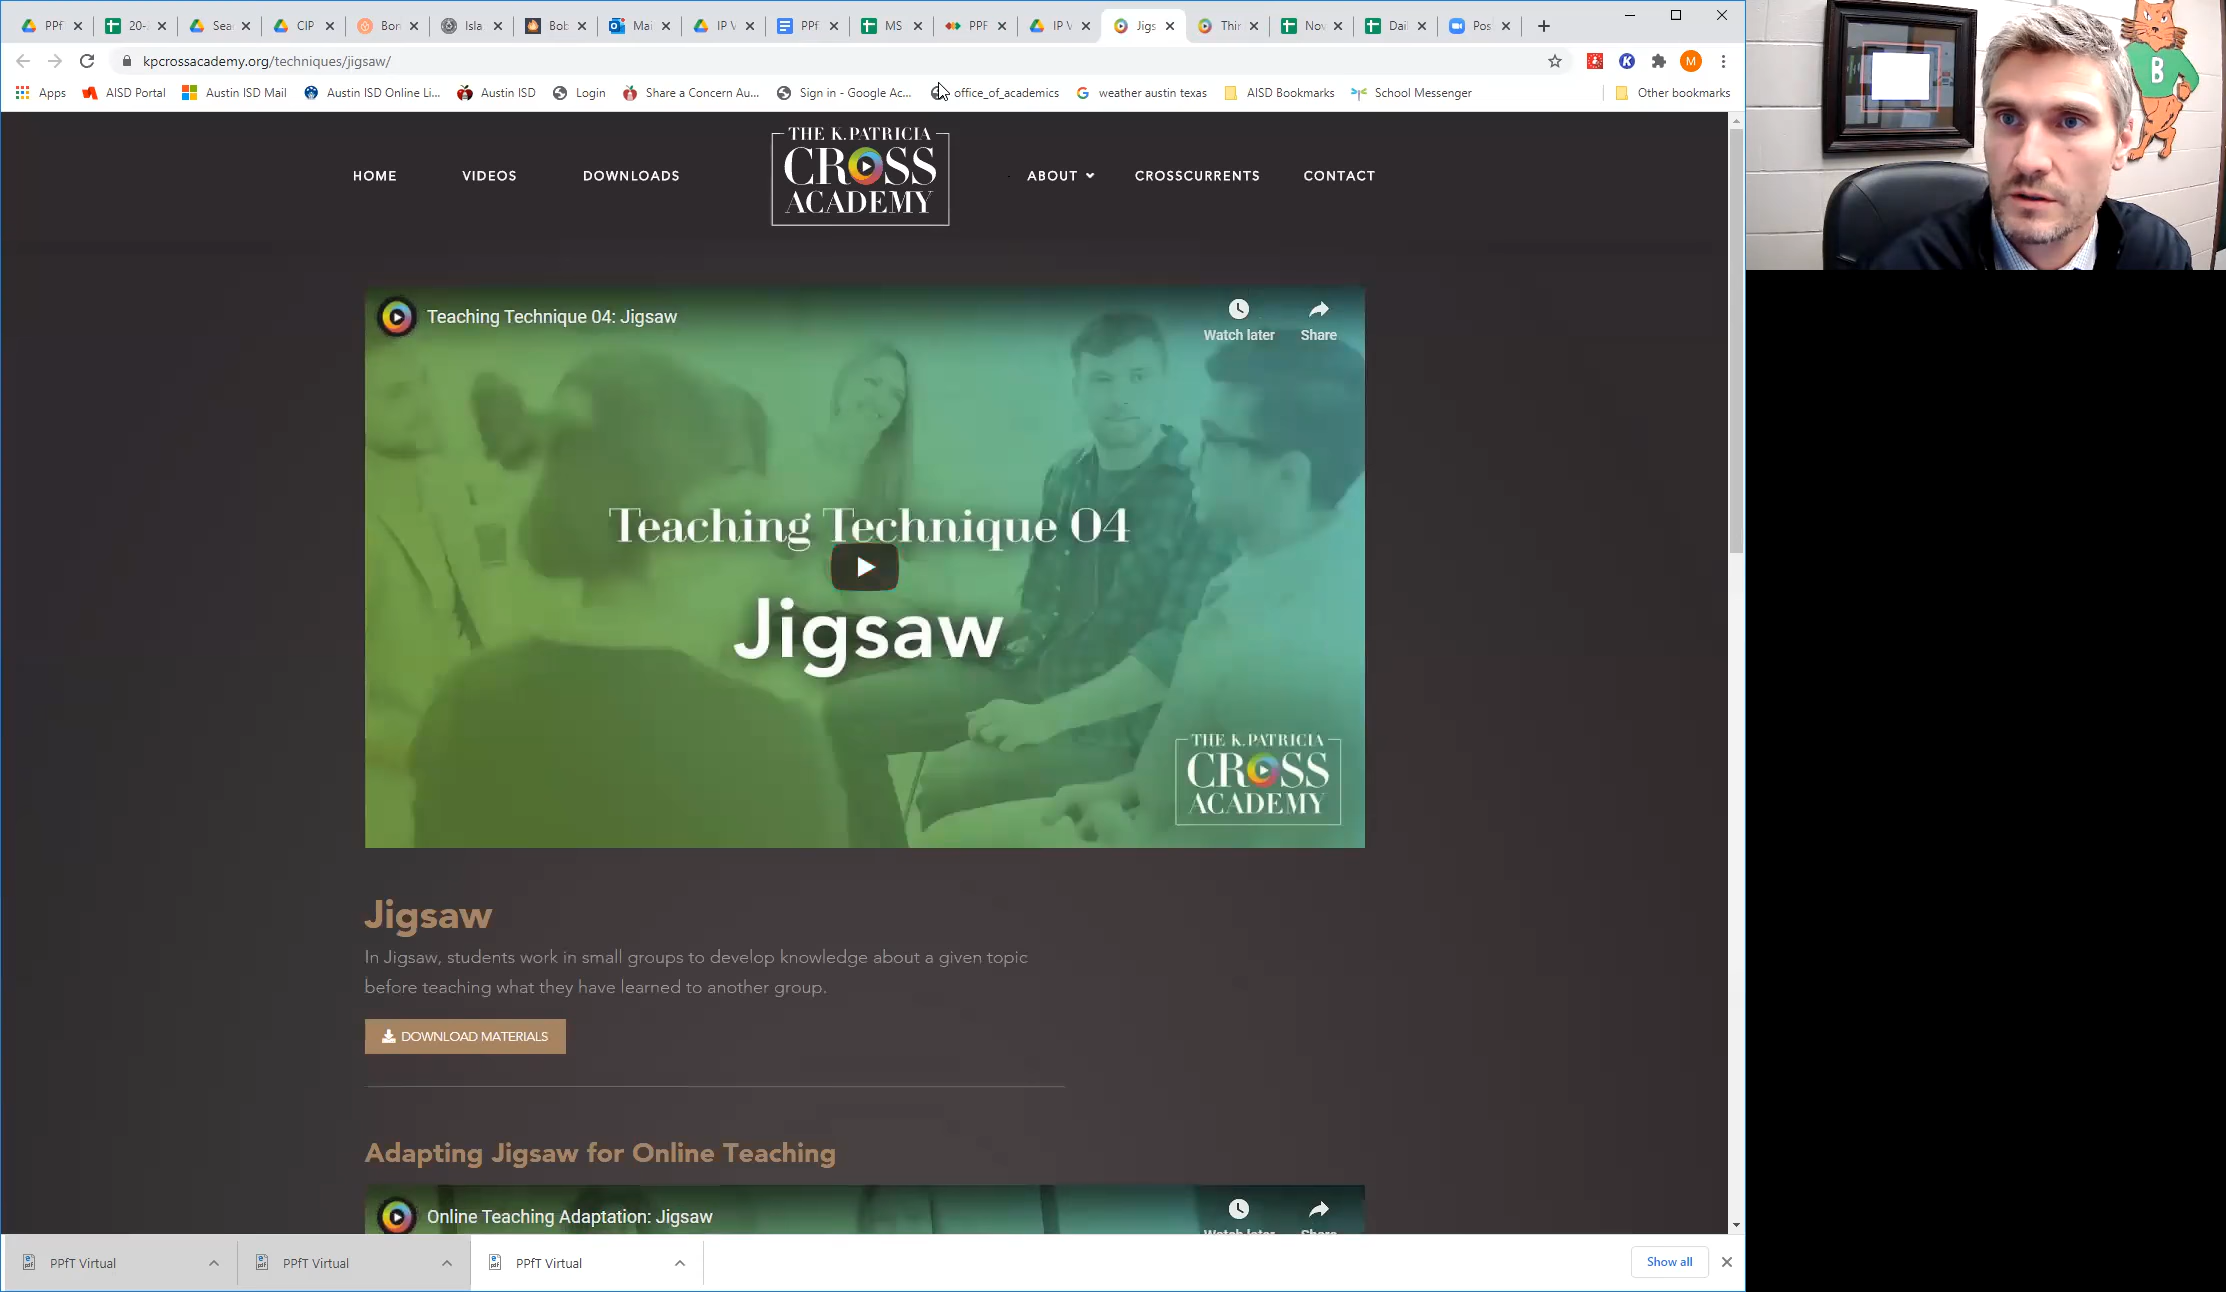 PPf
20-
Sea
CIP
Bor
Isla
Bob
Mai
IP V
PPf
MS
PPF
IP V
Jigs
Thir
Nov
Dail
Pos
kpcrossacademy.org/techniques/jigsaw/
M
Apps
AISD Portal
Austin ISD Mail
Austin ISD Online Li...
Austin ISD
Login
Share a Concern Au...
Sign in - Google Ac...
office_of_academics
weather austin texas
AISD Bookmarks
School Messenger
Other bookmarks
B
HOME
VIDEOS
DOWNLOADS
THE K. PATRICIA
CROSS
ACADEMY
ABOUT
CROSSCURRENTS
CONTACT
Teaching Technique 04: Jigsaw
Watch later
Share
Teaching Technique 04
Jigsaw
THE K. PATRICIA
CROSS
ACADEMY
Jigsaw
In Jigsaw, students work in small groups to develop knowledge about a given topic
before teaching what they have learned to another group.
DOWNLOAD MATERIALS
Adapting Jigsaw for Online Teaching
Online Teaching Adaptation: Jigsaw
Watch later
Share
PPfT Virtual
PPfT Virtual
PPfT Virtual
Show all